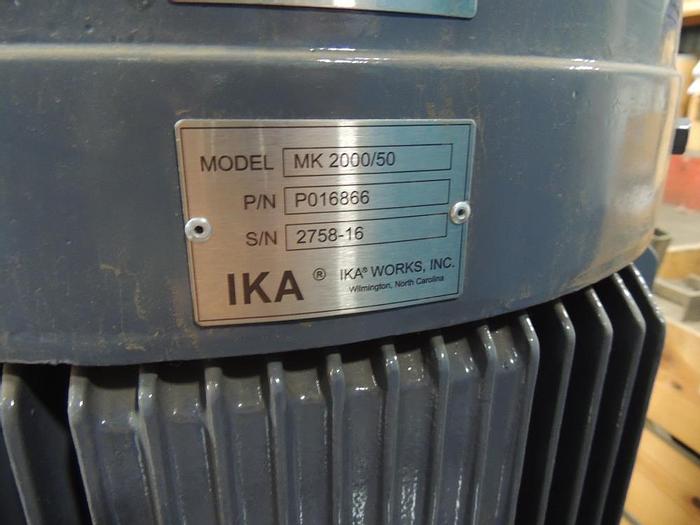 MODEL MK 2000/50
P/N P016866
S/N 2758-16
IKA ® IKA® WORKS, INC.
Wilmington, North Carolina